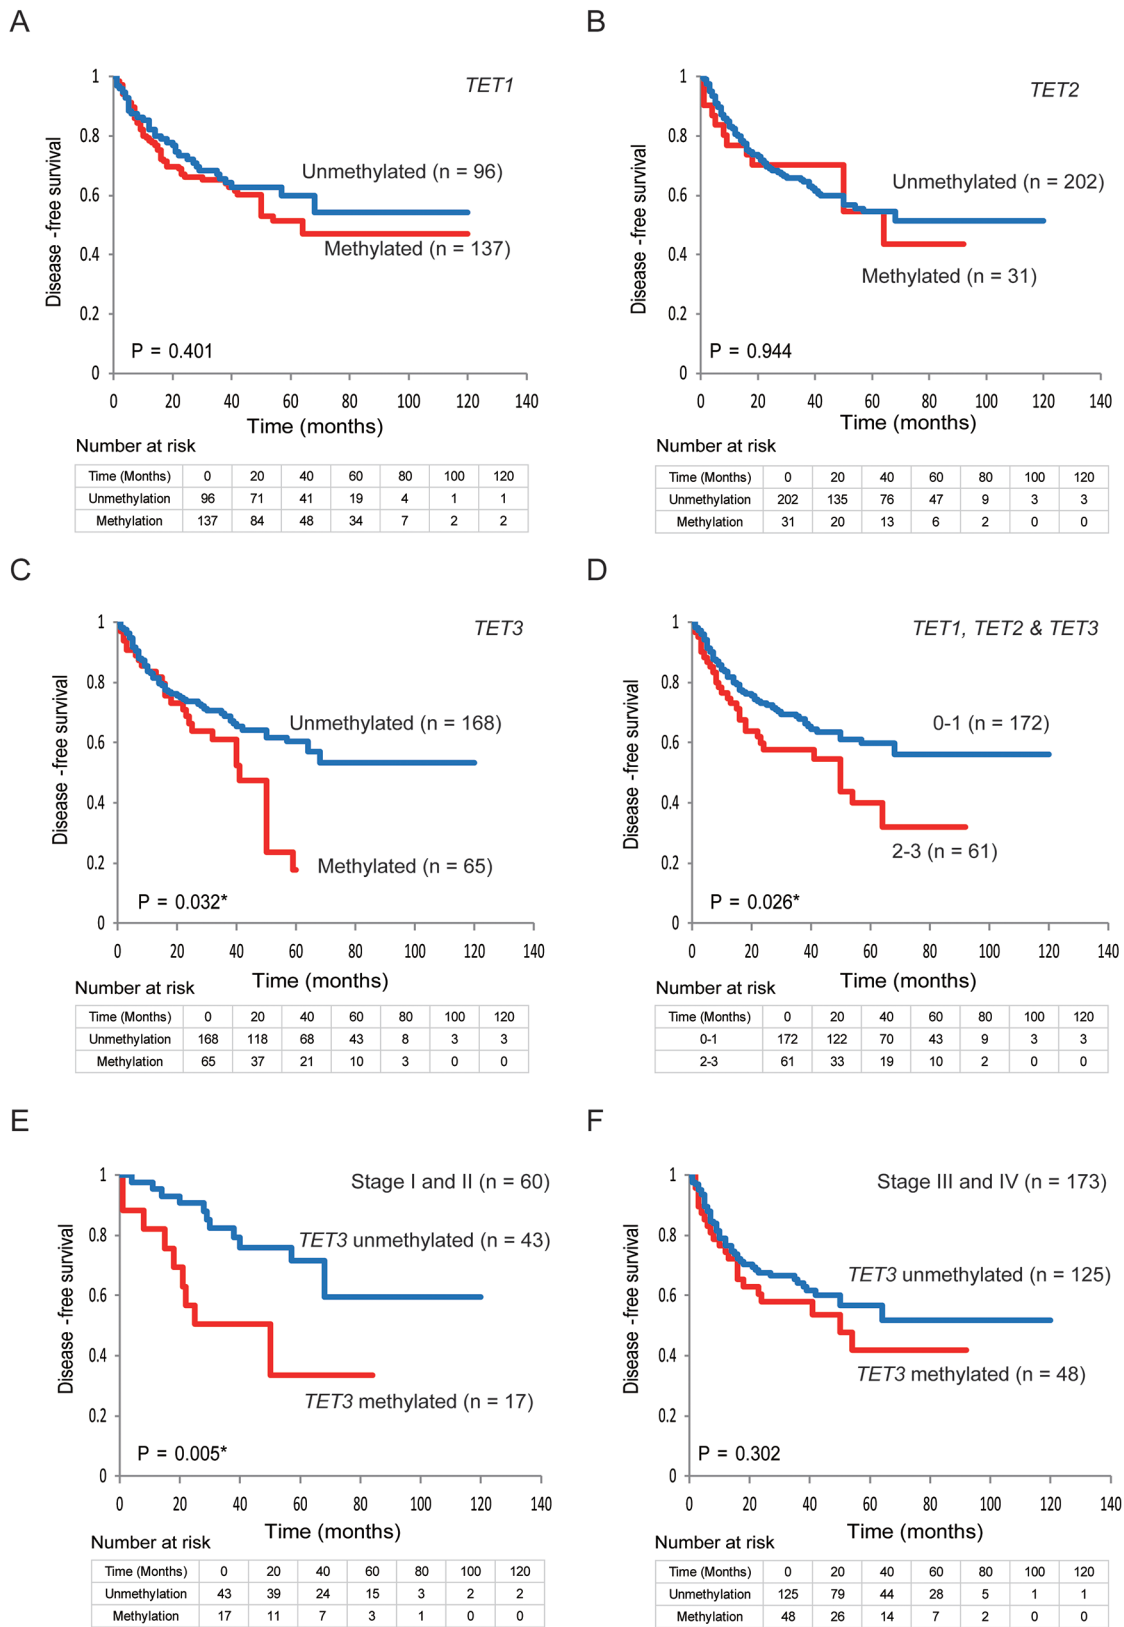 A
TET1
Disease -free survival
1
0.8
0.6
0.4
0.2
0
Unmethylated (n = 96)
Methylated (n = 137)
P = 0.401
0 20 40 60 80 100 120 140
Time (months)
Number at risk
Time (Months) 0 20 40 60 80 100 120
Unmethylation 96 71 41 19 4 1 1
Methylation 137 84 48 34 7 2 2
B
TET2
Disease -free survival
1
0.8
0.6
0.4
0.2
0
Unmethylated (n = 202)
Methylated (n = 31)
P = 0.944
0 20 40 60 80 100 120 140
Time (months)
Number at risk
Time (Months) 0 20 40 60 80 100 120
Unmethylation 202 135 76 47 9 3 3
Methylation 31 20 13 6 2 0 0
C
TET3
Disease -free survival
1
0.8
0.6
0.4
0.2
0
Unmethylated (n = 168)
Methylated (n = 65)
P = 0.032*
0 20 40 60 80 100 120 140
Time (months)
Number at risk
Time (Months) 0 20 40 60 80 100 120
Unmethylation 168 118 68 43 8 3 3
Methylation 65 37 21 10 3 0 0
D
TET1, TET2 & TET3
Disease -free survival
1
0.8
0.6
0.4
0.2
0
0-1 (n = 172)
2-3 (n = 61)
P = 0.026*
0 20 40 60 80 100 120 140
Time (months)
Number at risk
Time (Months) 0 20 40 60 80 100 120
0-1 172 122 70 43 9 3 3
2-3 61 33 19 10 2 0 0
E
Stage I and II (n = 60)
Disease -free survival
1
0.8
0.6
0.4
0.2
0
TET3 unmethylated (n = 43)
TET3 methylated (n = 17)
P = 0.005*
0 20 40 60 80 100 120 140
Time (months)
Number at risk
Time (Months) 0 20 40 60 80 100 120
Unmethylation 43 39 24 15 3 2 2
Methylation 17 11 7 3 1 0 0
F
Stage III and IV (n = 173)
Disease -free survival
1
0.8
0.6
0.4
0.2
0
TET3 unmethylated (n = 125)
TET3 methylated (n = 48)
P = 0.302
0 20 40 60 80 100 120 140
Time (months)
Number at risk
Time (Months) 0 20 40 60 80 100 120
Unmethylation 125 79 44 28 5 1 1
Methylation 48 26 14 7 2 0 0